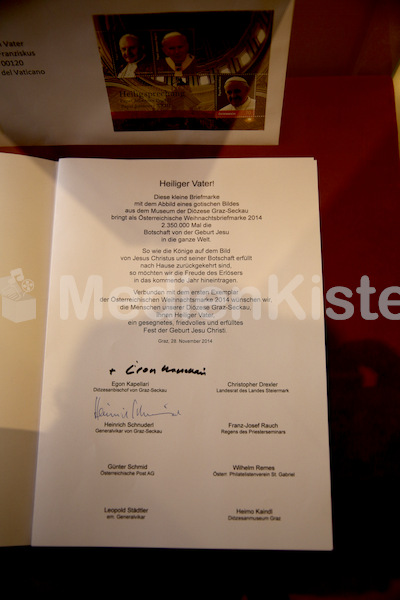 Vater
Franziskus
00120
del Vaticano
Heiligsprechung
Heiliger Vater!
Diese kleine Briefmarke
mit dem Abbild eines gotischen Bildes
aus dem Museum der Diözese Graz-Seckau
bringt als Österreichische Weihnachtsbriefmarke 2014
2.350.000 Mal die
Botschaft von der Geburt Jesu
in die ganze Welt.
So wie die Könige auf dem Bild
von Jesus Christus und seiner Botschaft erfüllt
nach Hause zurückgekehrt sind,
so möchten wir die Freude des Erlösers
in das kommende Jahr hineintragen.
Verbunden mit dem ersten Exemplar
der Österreichischen Weihnachtsmarke 2014 wünschen wir,
die Menschen unserer Diözese Graz-Seckau,
Ihnen Heiliger Vater,
ein gesegnetes, friedvolles und erfülltes
Fest der Geburt Jesu Christi.
Graz, 28. November 2014
Egon Kapellari
Diözesanbischof von Graz-Seckau
Christopher Drexler
Landesrat des Landes Steiermark
Heinrich Schnuderl
Generalvikar von Graz-Seckau
Franz-Josef Rauch
Regens des Priesterseminars
Günter Schmid
Österreichische Post AG
Wilhelm Remes
Österr. Philatelistenverein St. Gabriel
Leopold Städtler
em. Generalvikar
Heimo Kaindl
Diözesanmuseum Graz